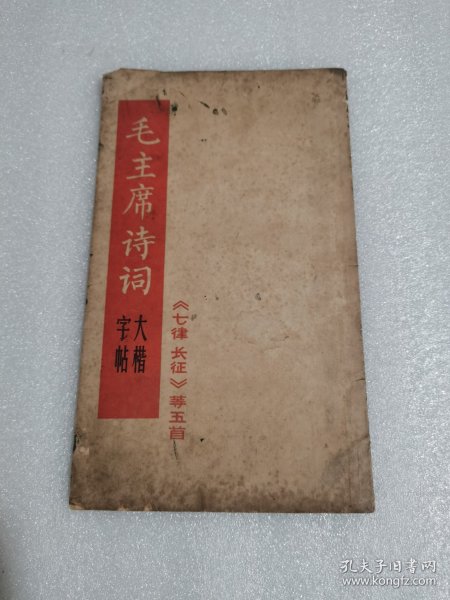 毛主席诗词
大楷
字帖
《七律 长征》等五首
孔夫子旧书网
www.kongfz.com